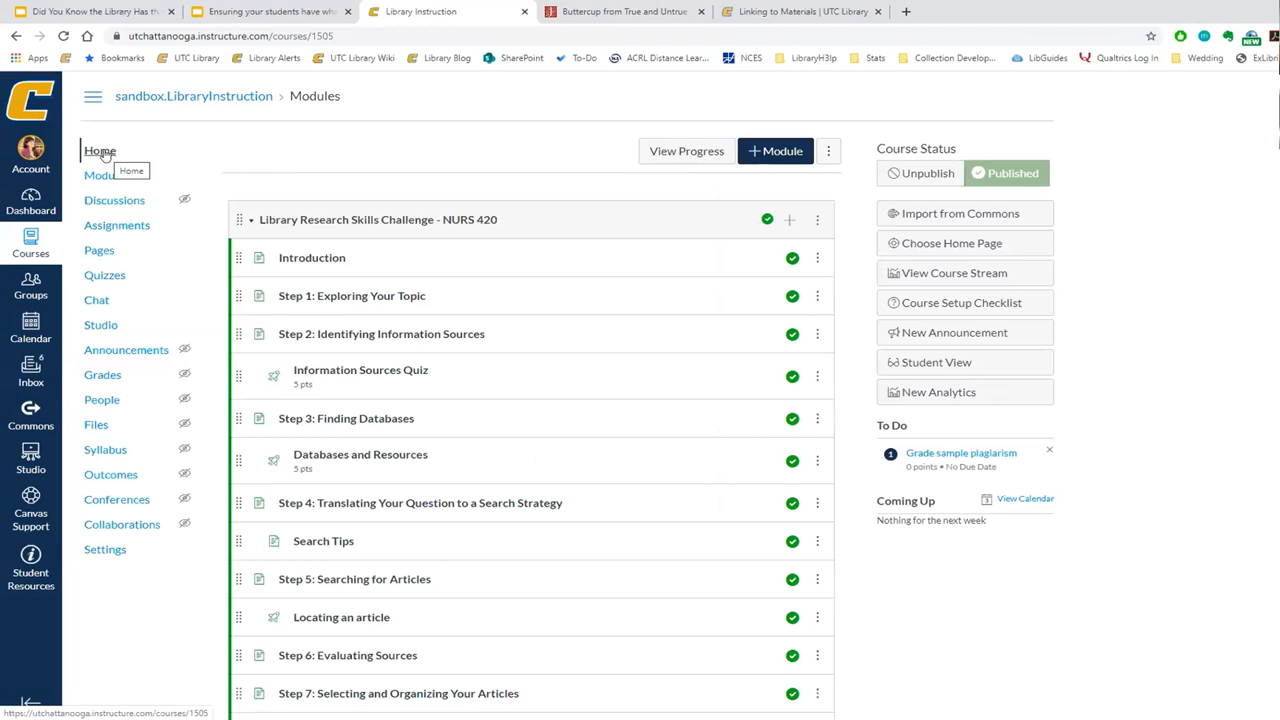 Did You Know the Library Has th
Ensuring your students have wha
Library Instruction
Buttercup from True and Untrue
Linking to Materials | UTC Library
utchattanooga.instructure.com/courses/1505
Apps
Bookmarks
UTC Library
Library Alerts
UTC Library Wiki
Library Blog
SharePoint
To-Do
ACRL Distance Lear...
NCES
LibraryH3lp
Stats
Collection Develop...
LibGuides
Qualtrics Log In
Wedding
ExLibri
NEW
sandbox.LibraryInstruction › Modules
C
Account
Dashboard
Courses
Groups
Calendar
6
Inbox
Commons
Studio
Canvas
Support
Student
Resources
Home
Home
Modu
Discussions
Assignments
Pages
Quizzes
Chat
Studio
Announcements
Grades
People
Files
Syllabus
Outcomes
Conferences
Collaborations
Settings
View Progress
+ Module
Library Research Skills Challenge - NURS 420
Introduction
Step 1: Exploring Your Topic
Step 2: Identifying Information Sources
Information Sources Quiz
5 pts
Step 3: Finding Databases
Databases and Resources
5 pts
Step 4: Translating Your Question to a Search Strategy
Search Tips
Step 5: Searching for Articles
Locating an article
Step 6: Evaluating Sources
Step 7: Selecting and Organizing Your Articles
Course Status
Unpublish
Published
Import from Commons
Choose Home Page
View Course Stream
Course Setup Checklist
New Announcement
Student View
New Analytics
To Do
1
Grade sample plagiarism
0 points • No Due Date
Coming Up
View Calendar
Nothing for the next week
https://utchattanooga.instructure.com/courses/1505